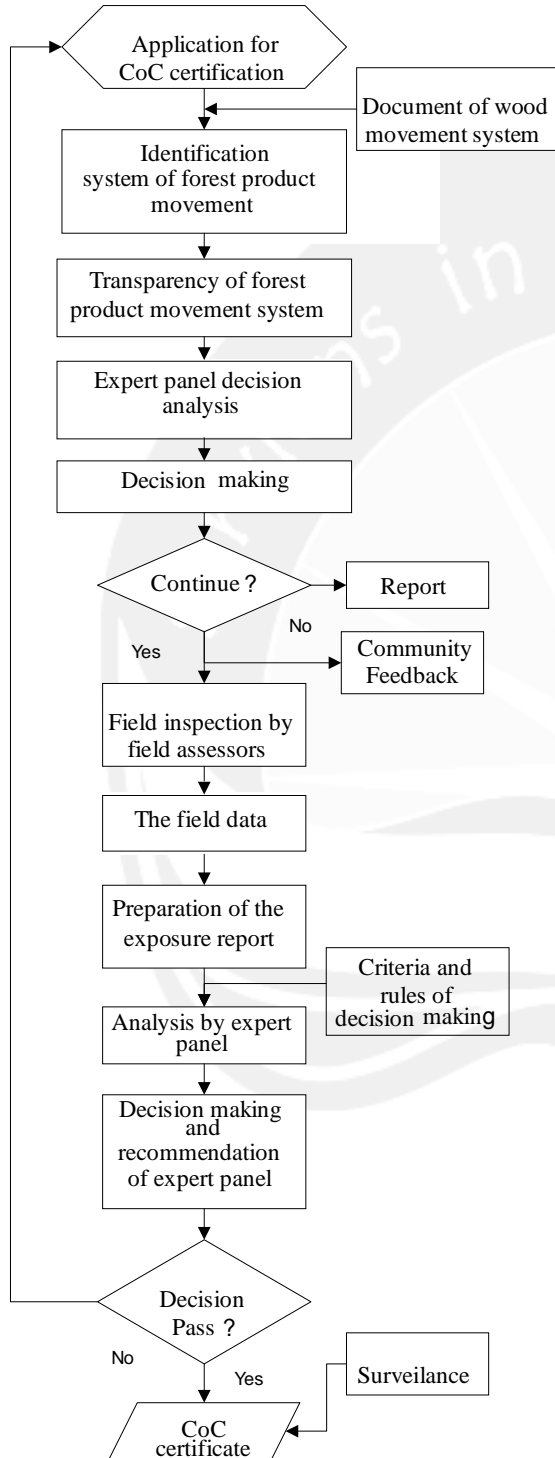 Application for
CoC certification
Document of wood
movement system
Identification
system of forest product
movement
Transparency of forest
product movement system
Expert panel decision
analysis
Decision making
Continue ?
Report
No
Yes
Community
Feedback
Field inspection by
field assessors
The field data
Preparation of the
exposure report
Criteria and
rules of
decision making
Analysis by expert
panel
Decision making
and
recommendation
of expert panel
Decision
Pass ?
No
Yes
Surveilance
CoC
certificate